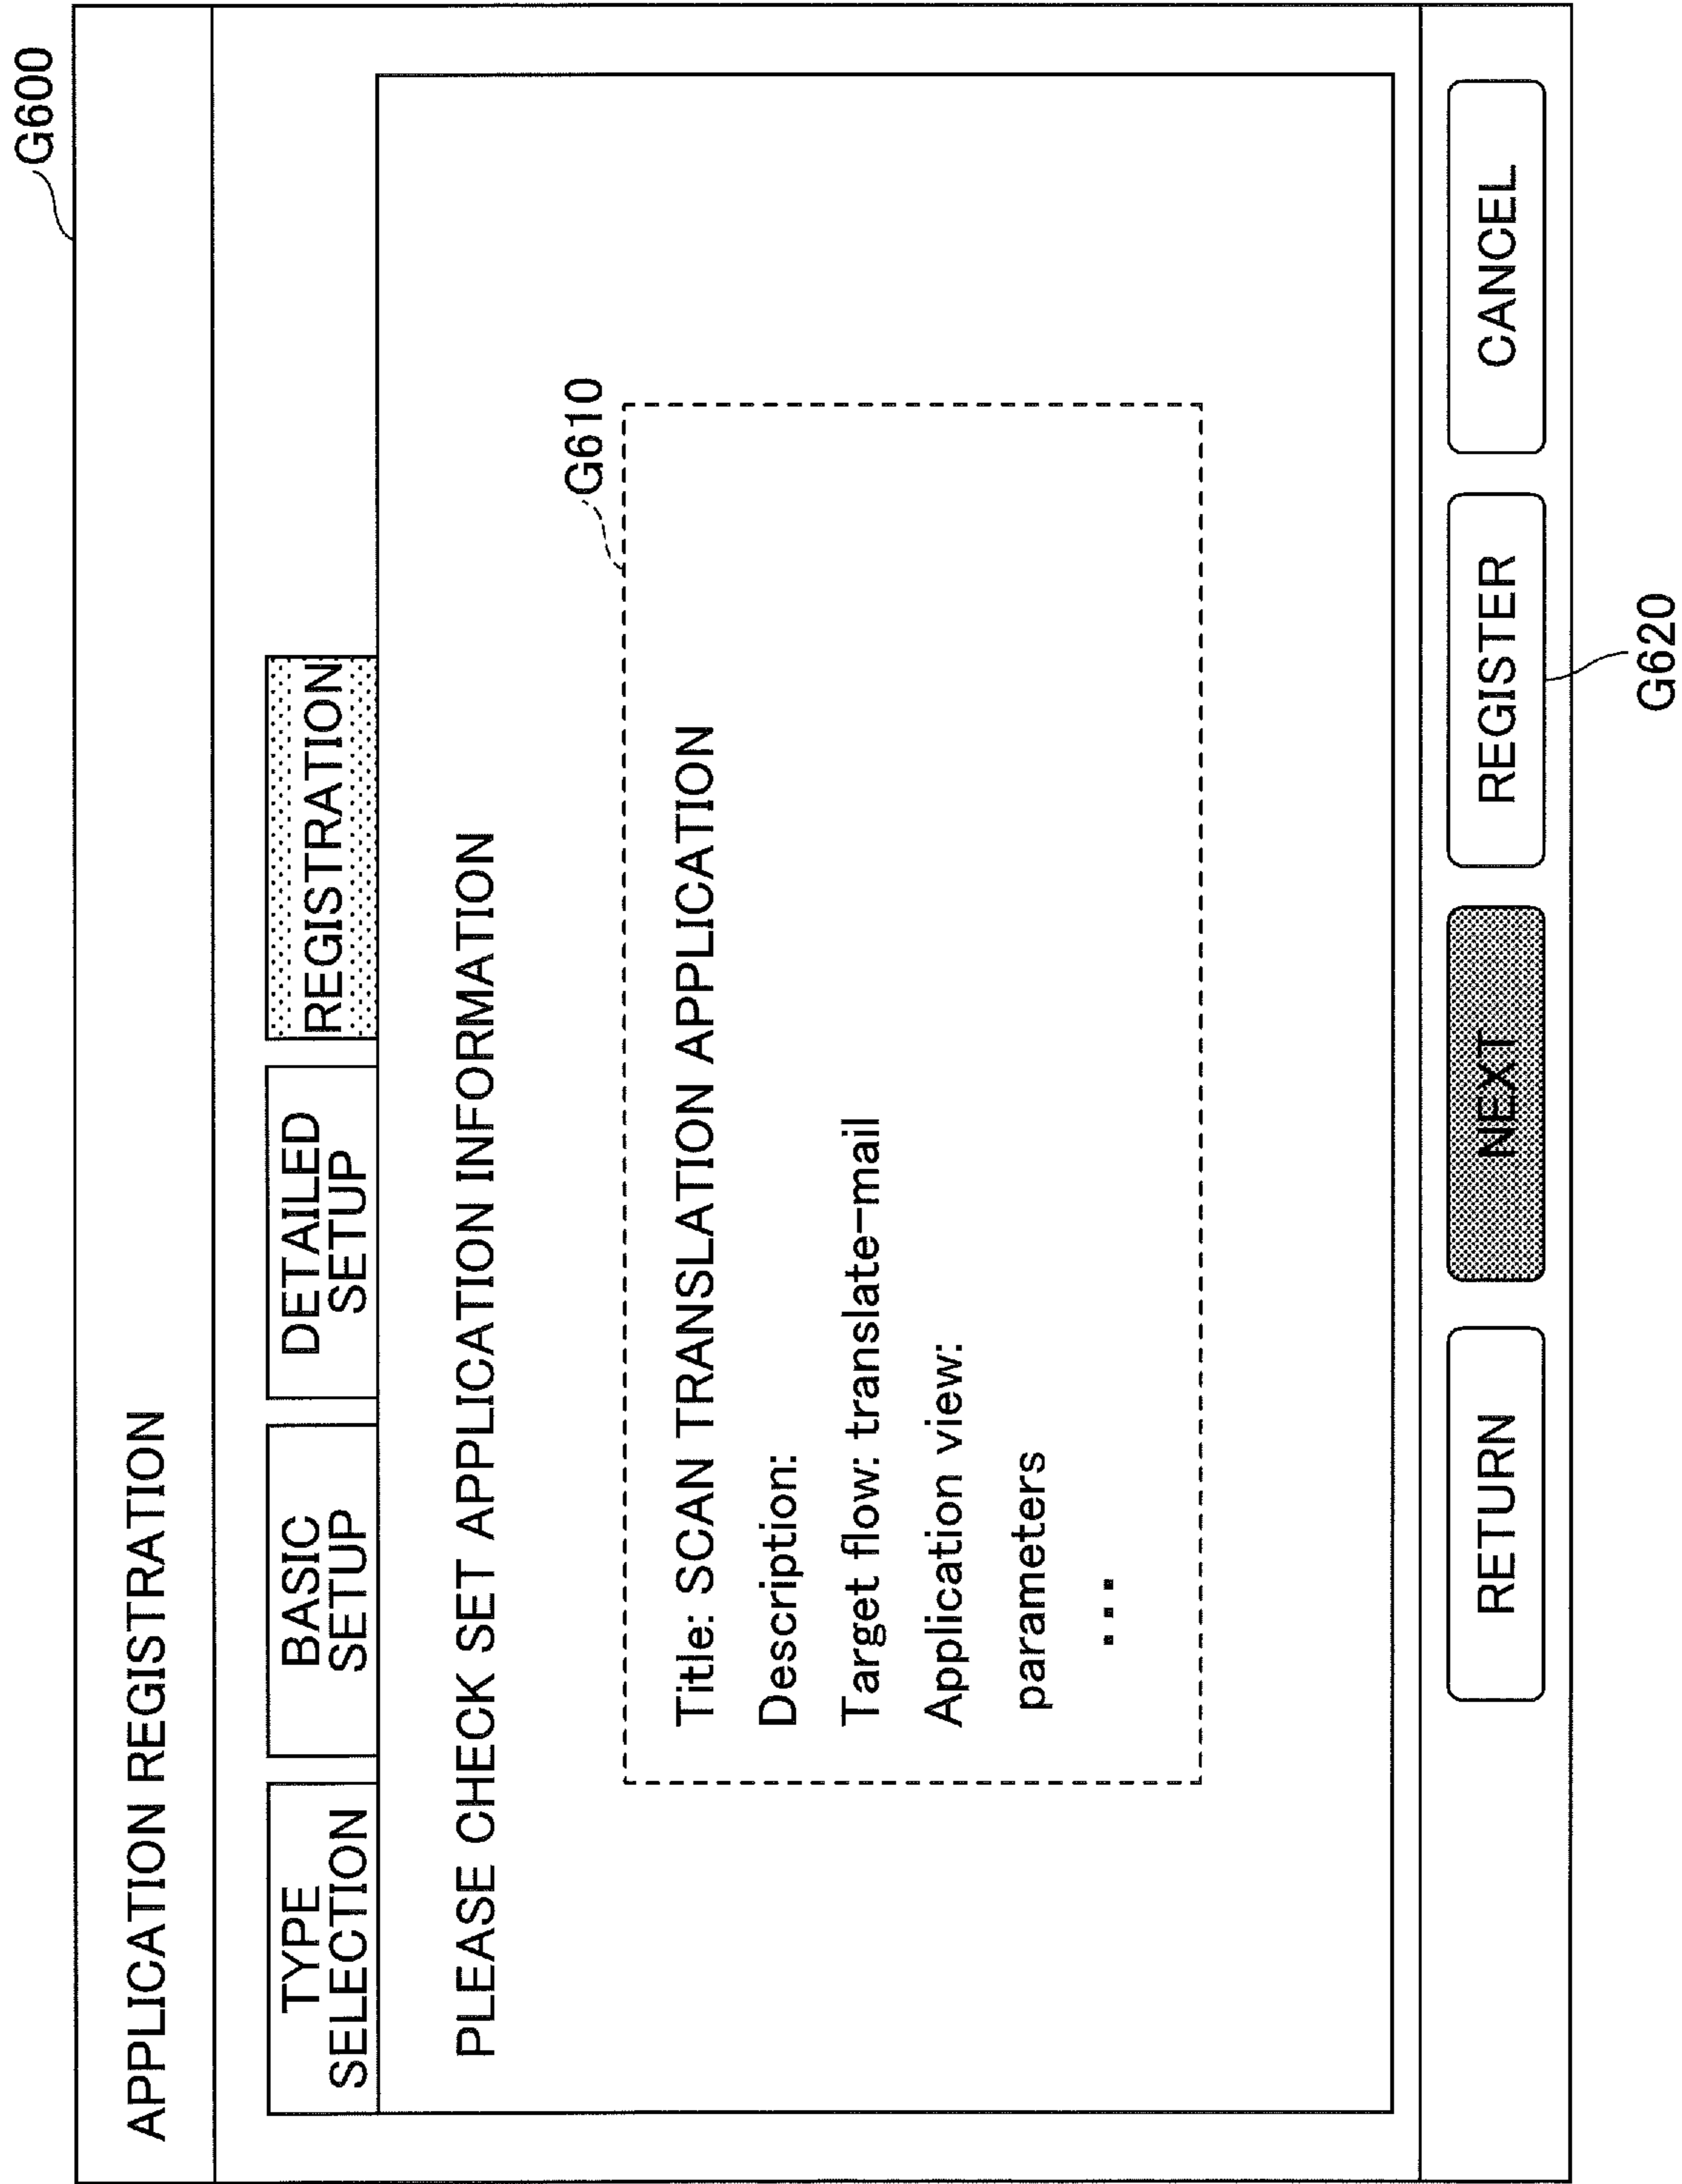 G600
APPLICATION REGISTRATION
TYPE
SELECTION
BASIC
SETUP
DETAILED
SETUP
REGISTRATION
PLEASE CHECK SET APPLICATION INFORMATION
G610
Title: SCAN TRANSLATION APPLICATION
Description:
Target flow: translate-mail
Application view:
parameters
...
RETURN
NEXT
REGISTER
CANCEL
G620